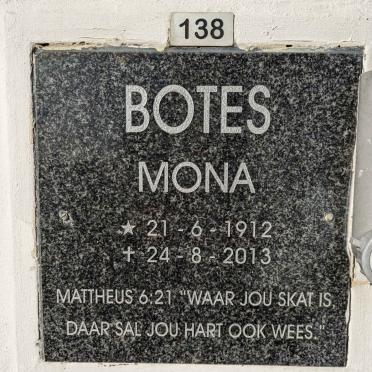 138
BOTES
MONA
★ 21 - 6 - 1912
✝ 24 - 8 - 2013
MATTHEUS 6:21 "WAAR JOU SKAT IS,
DAAR SAL JOU HART OOK WEES."